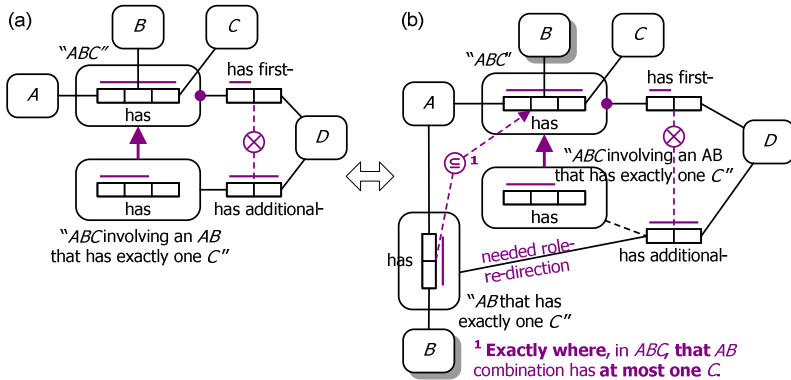 (a)
B
C
"ABC"
has first-
A
has
D
has
has additional-
"ABC involving an AB
that has exactly one C"
(b)
B
C
"ABC"
has first-
A
has
D
⊆ 1
"ABC involving an AB
that has exactly one C"
has
has
needed role-
re-direction
has additional-
"AB that has
exactly one C"
B
1 Exactly where, in ABC, that AB
combination has at most one C.